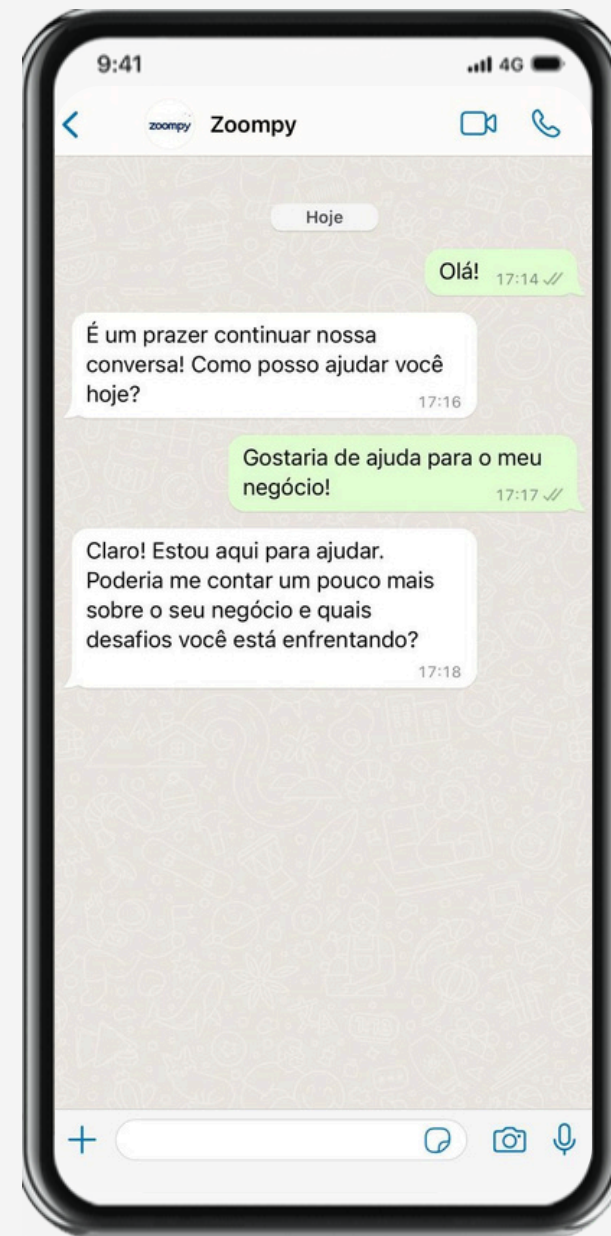 9:41
4G
zoompy
Zoompy
Hoje
Olá!
17:14
É um prazer continuar nossa
conversa! Como posso ajudar você
hoje?
17:16
Gostaria de ajuda para o meu
negócio!
17:17
Claro! Estou aqui para ajudar.
Poderia me contar um pouco mais
sobre o seu negócio e quais
desafios você está enfrentando?
17:18